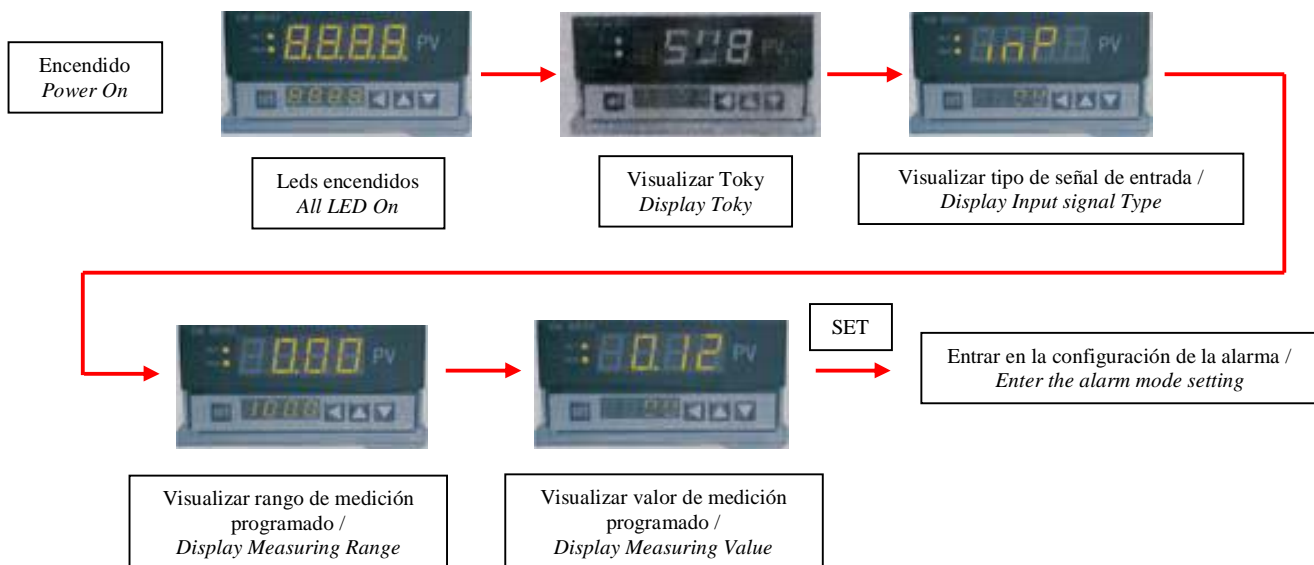 Encendido
Power On
8.8.8.8
PV
8888
PV
inP
PV
Leds encendidos
All LED On
Visualizar Toky
Display Toky
Visualizar tipo de señal de entrada /
Display Input signal Type
0.00
PV
0.12
PV
SET
Entrar en la configuración de la alarma /
Enter the alarm mode setting
Visualizar rango de medición
programado /
Display Measuring Range
Visualizar valor de medición
programado /
Display Measuring Value